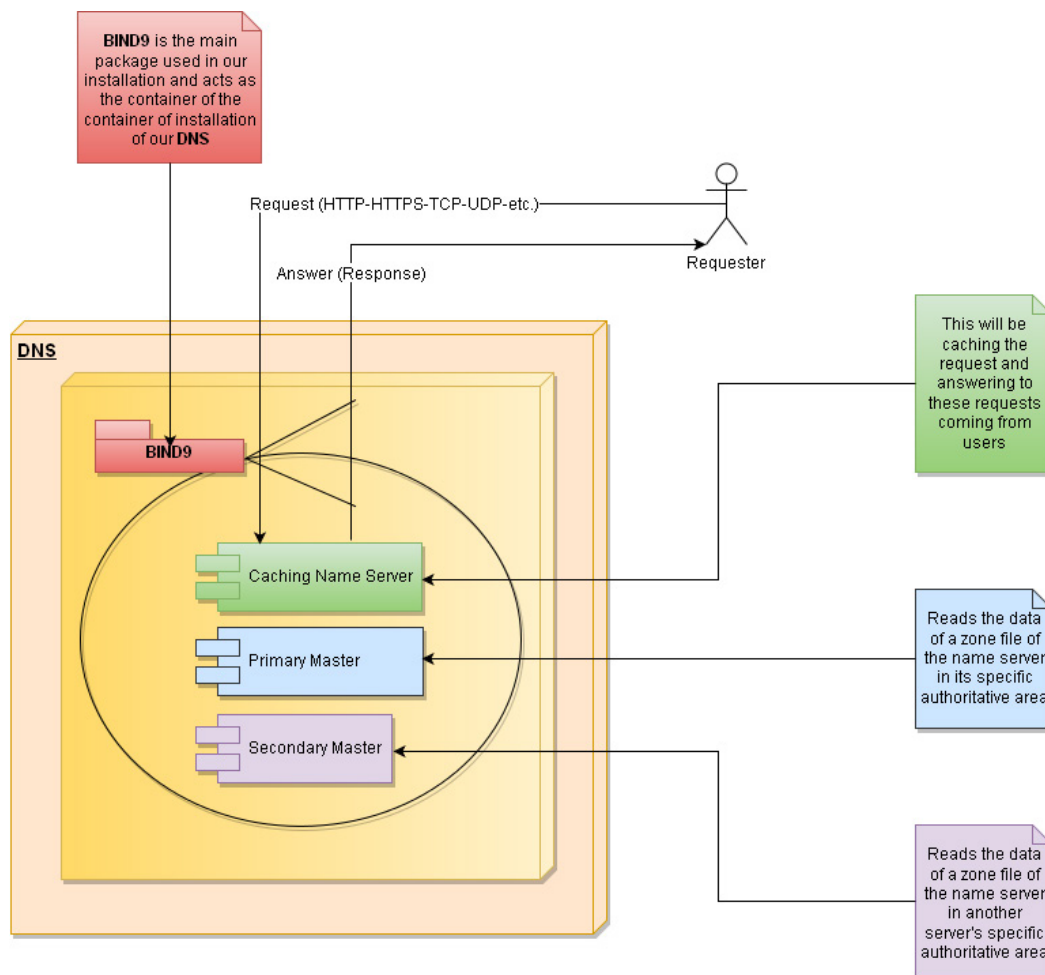 BIND9 is the main
package used in our
installation and acts as
the container of the
container of installation
of our DNS
Request (HTTP-HTTPS-TCP-UDP-etc.)
Answer (Response)
Requester
This will be
caching the
request and
answering to
these requests
coming from
users
DNS
BIND9
Caching Name Server
Primary Master
Secondary Master
Reads the data
of a zone file of
the name server
in its specific
authoritative area
Reads the data
of a zone file of
the name server
in another
server's specific
authoritative area